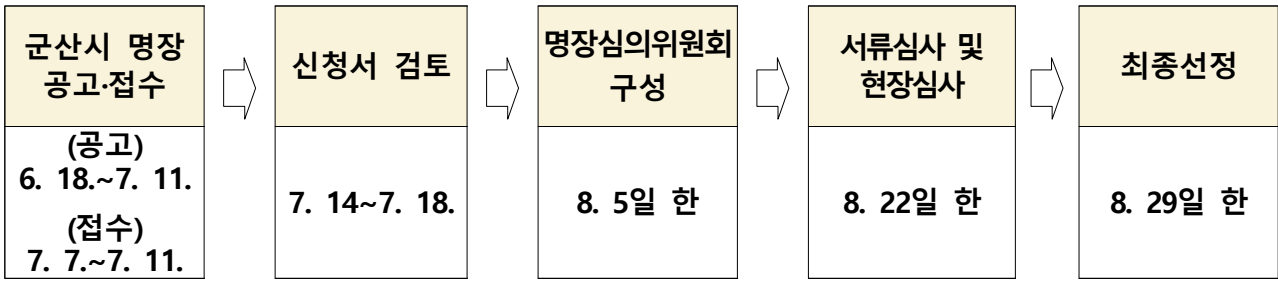 군산시 명장
공고·접수
(공고)
6. 18.~7. 11.
(접수)
7. 7.~7. 11.
신청서 검토
7. 14~7. 18.
명장심의위원회
구성
8. 5일 한
서류심사 및
현장심사
8. 22일 한
최종선정
8. 29일 한